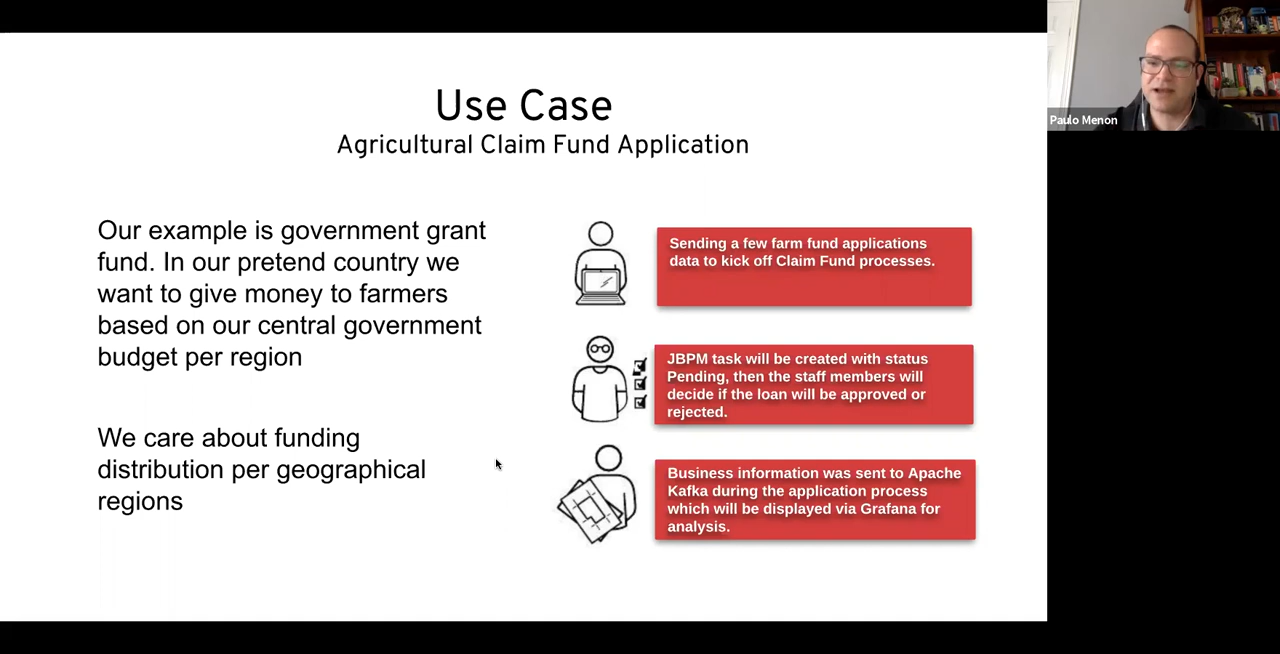 Use Case
Agricultural Claim Fund Application
Our example is government grant
fund. In our pretend country we
want to give money to farmers
based on our central government
budget per region
We care about funding
distribution per geographical
regions
Sending a few farm fund applications
data to kick off Claim Fund processes.
JBPM task will be created with status
Pending, then the staff members will
decide if the loan will be approved or
rejected.
Business information was sent to Apache
Kafka during the application process
which will be displayed via Grafana for
analysis.
Paulo Menon